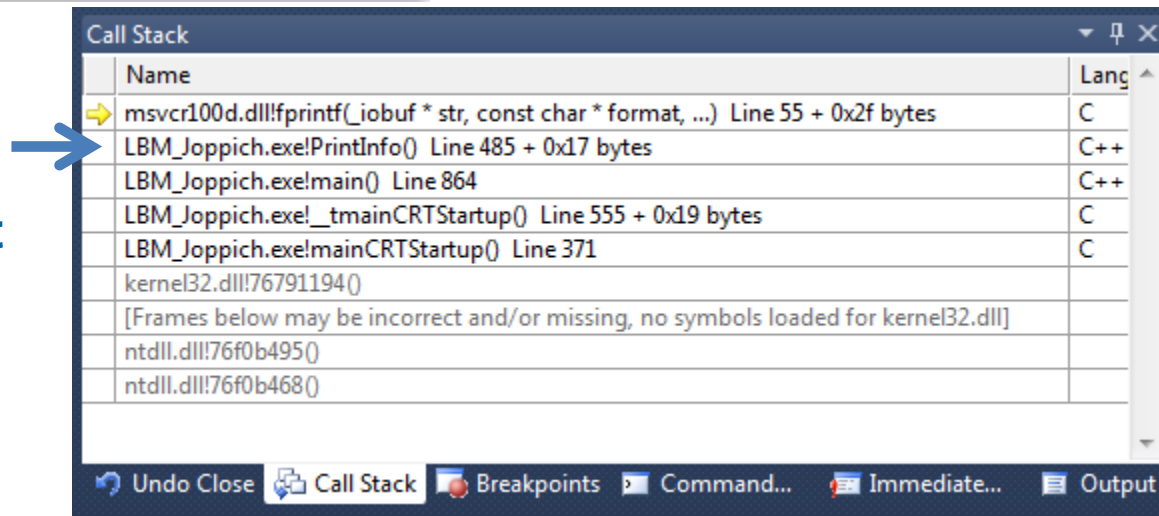 Call Stack
Name Lang
msvcr100d.dll!fprintf(_iobuf * str, const char * format, ...) Line 55 + 0x2f bytes C
LBM_Joppich.exe!PrintInfo() Line 485 + 0x17 bytes C++
LBM_Joppich.exe!main() Line 864 C++
LBM_Joppich.exe!__tmainCRTStartup() Line 555 + 0x19 bytes C
LBM_Joppich.exe!mainCRTStartup() Line 371 C
kernel32.dll!76791194()
[Frames below may be incorrect and/or missing, no symbols loaded for kernel32.dll]
ntdll.dll!76f0b495()
ntdll.dll!76f0b468()
Undo Close Call Stack Breakpoints Command... Immediate... Output